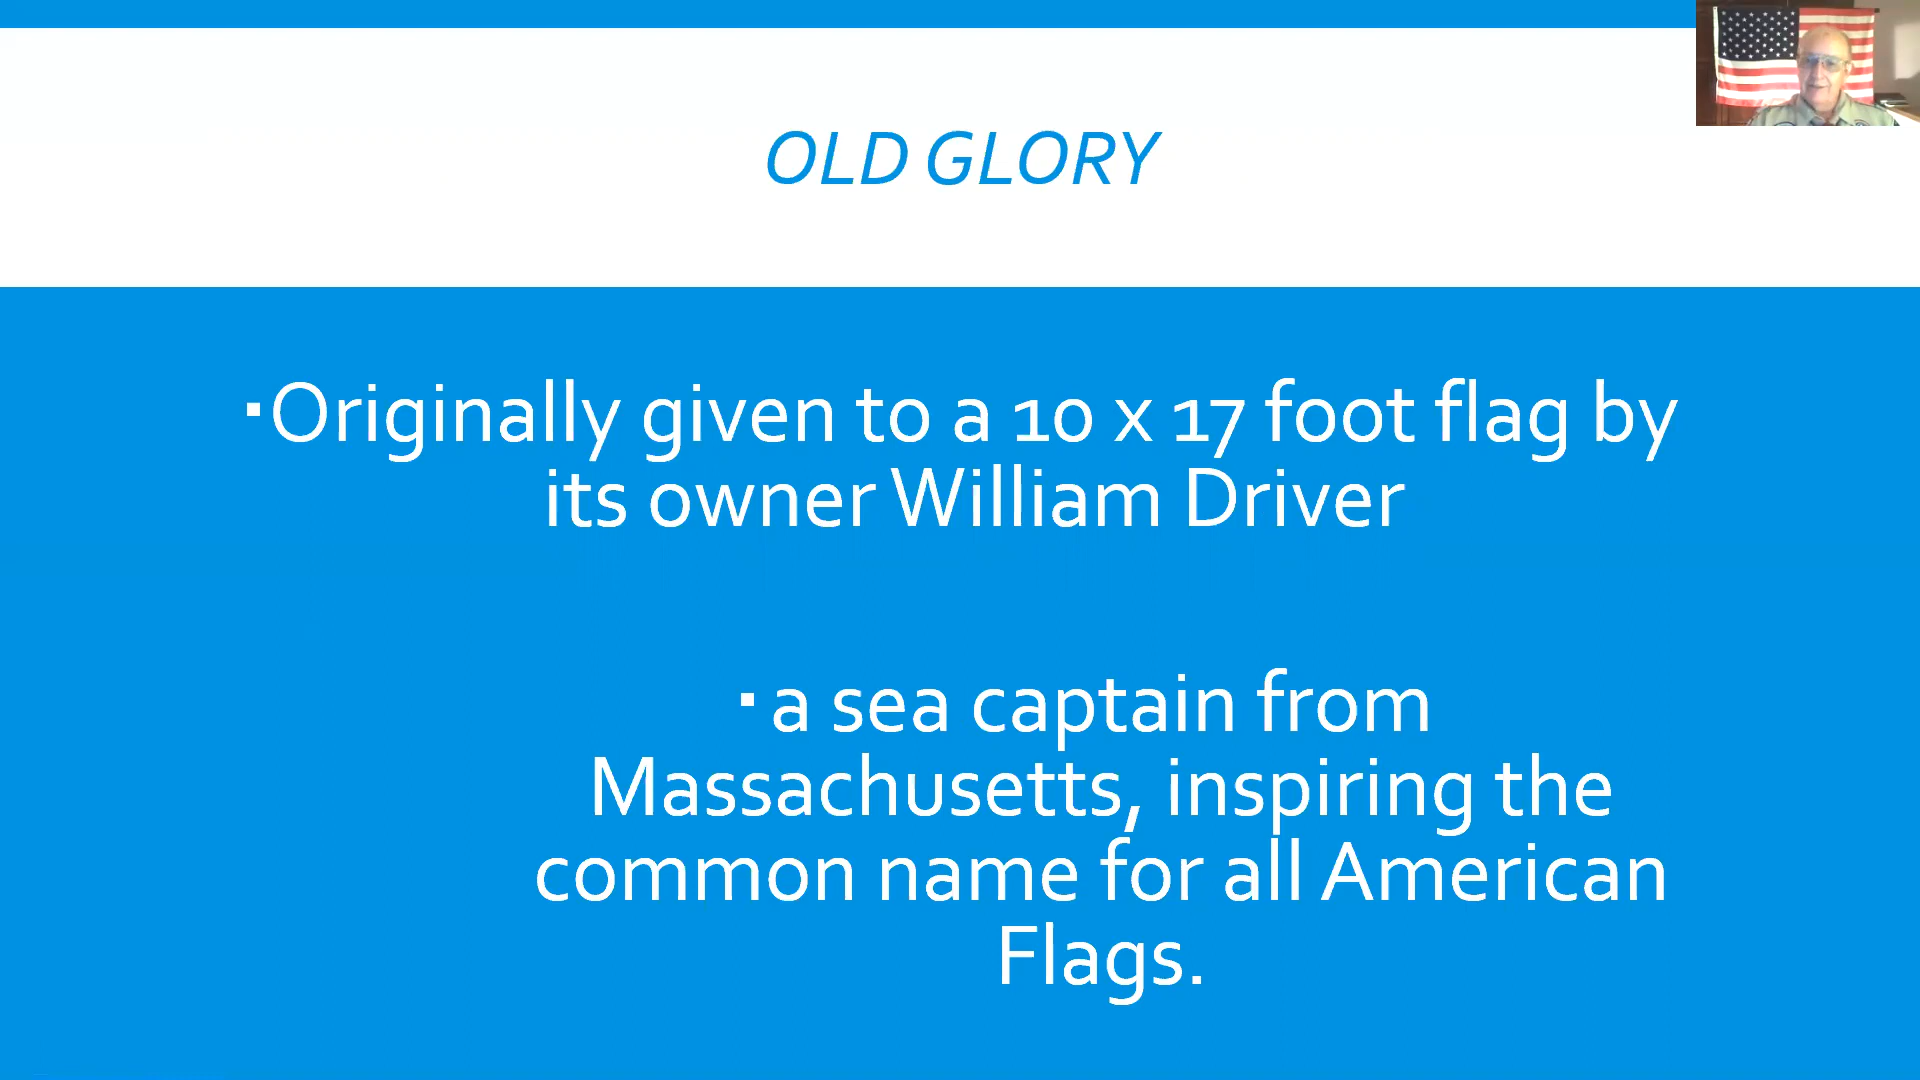 OLD GLORY
▪Originally given to a 10 x 17 foot flag by
its owner William Driver
▪a sea captain from
Massachusetts, inspiring the
common name for all American
Flags.